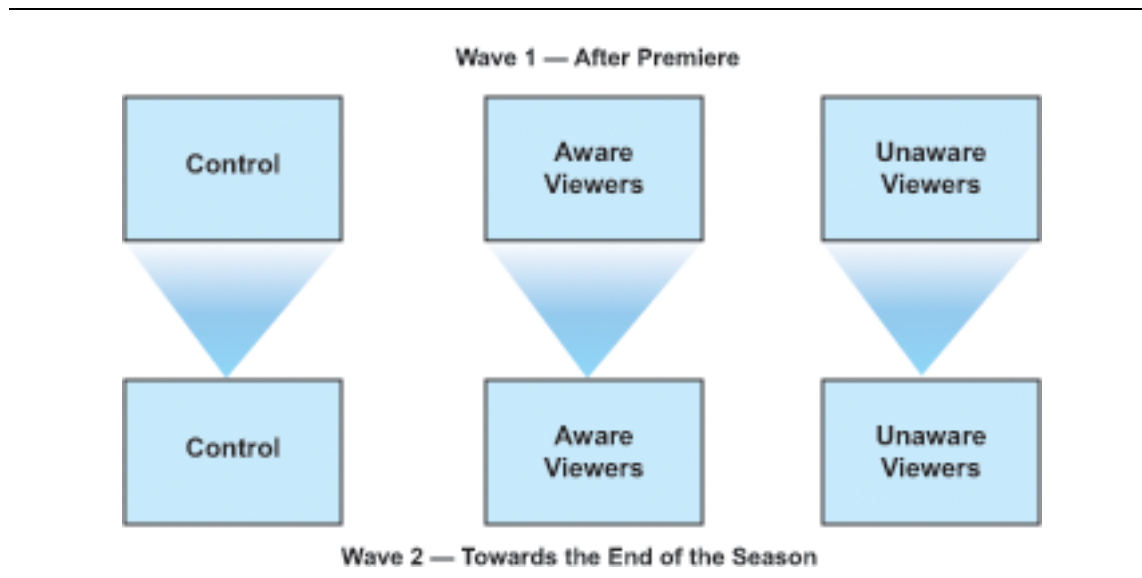 Wave 1 — After Premiere
Control
Aware
Viewers
Unaware
Viewers
Control
Aware
Viewers
Unaware
Viewers
Wave 2 — Towards the End of the Season